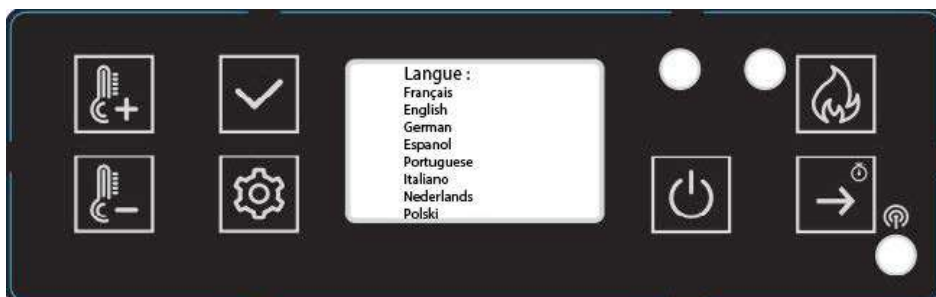 Langue :
Français
English
German
Espanol
Portuguese
Italiano
Nederlands
Polski